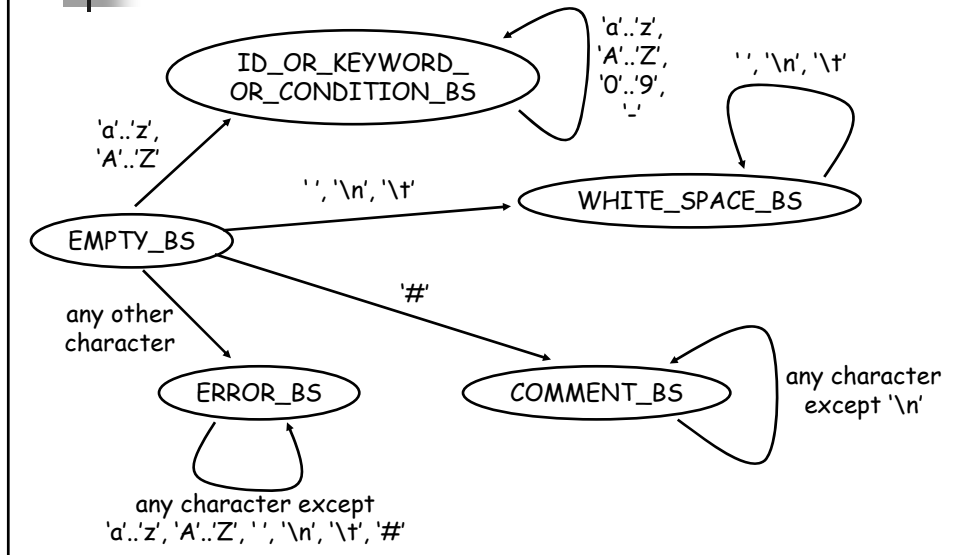 ID_OR_KEYWORD_
OR_CONDITION_BS
‘a’..’z’,
‘A’..’Z’,
‘0’..’9’,
‘-’
‘ ’, ‘\n’, ‘\t’
‘a’..’z’,
‘A’..’Z’
‘ ’, ‘\n’, ‘\t’
WHITE_SPACE_BS
EMPTY_BS
‘#’
any other
character
ERROR_BS
COMMENT_BS
any character
except ‘\n’
any character except
‘a’..’z’, ‘A’..’Z’, ‘ ’, ‘\n’, ‘\t’, ‘#’